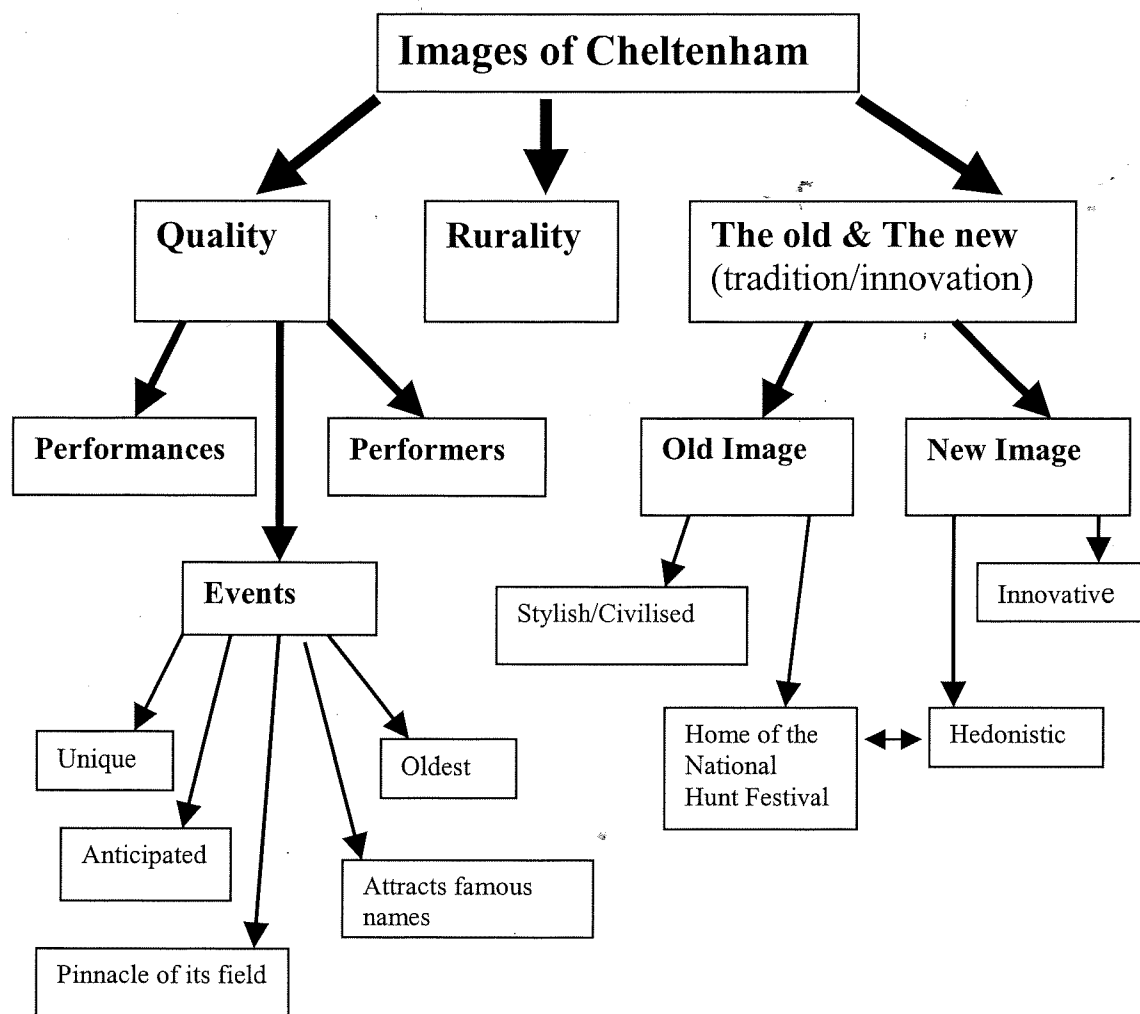 Images of Cheltenham
Quality
Rurality
The old & The new
(tradition/innovation)
Performances
Performers
Old Image
New Image
Events
Stylish/Civilised
Innovative
Unique
Oldest
Home of the
National
Hunt Festival
Hedonistic
Anticipated
Attracts famous
names
Pinnacle of its field